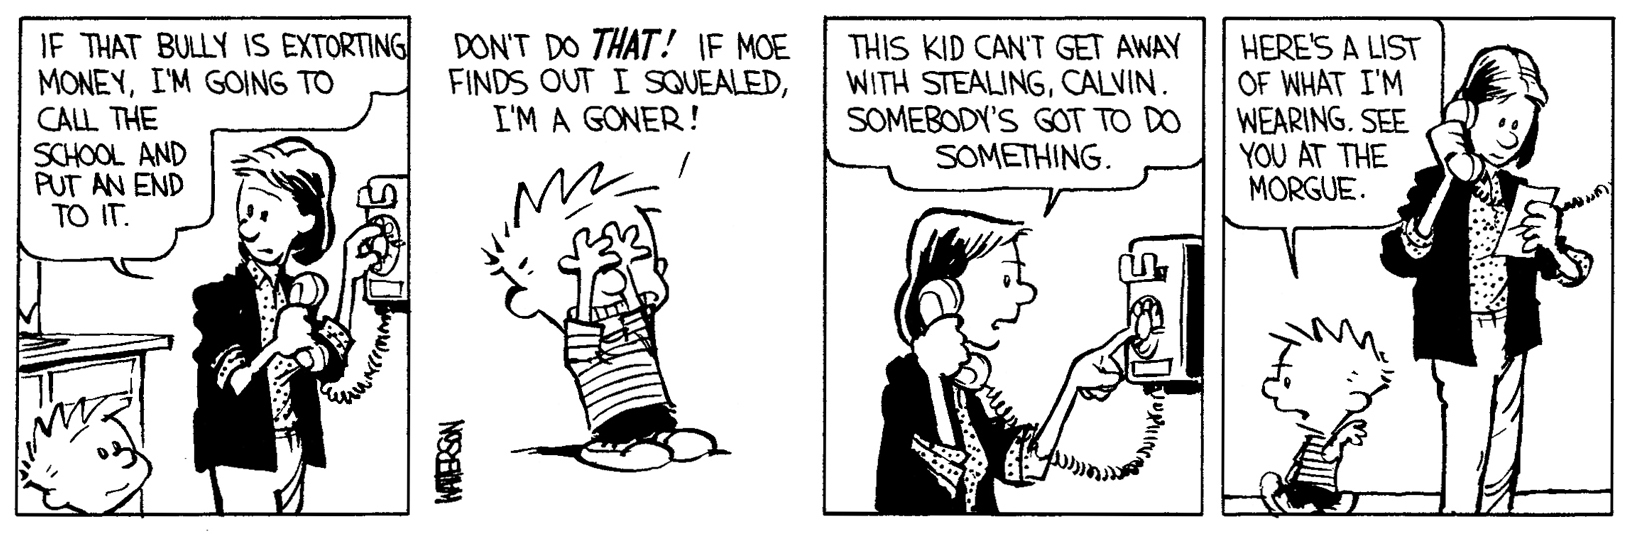 IF THAT BULLY IS EXTORTING
MONEY, I'M GOING TO
CALL THE
SCHOOL AND
PUT AN END
TO IT.
DON'T DO THAT! IF MOE
FINDS OUT I SQUEALED,
I'M A GONER!
WATTERSON
THIS KID CAN'T GET AWAY
WITH STEALING, CALVIN.
SOMEBODY'S GOT TO DO
SOMETHING.
HERE'S A LIST
OF WHAT I'M
WEARING. SEE
YOU AT THE
MORGUE.